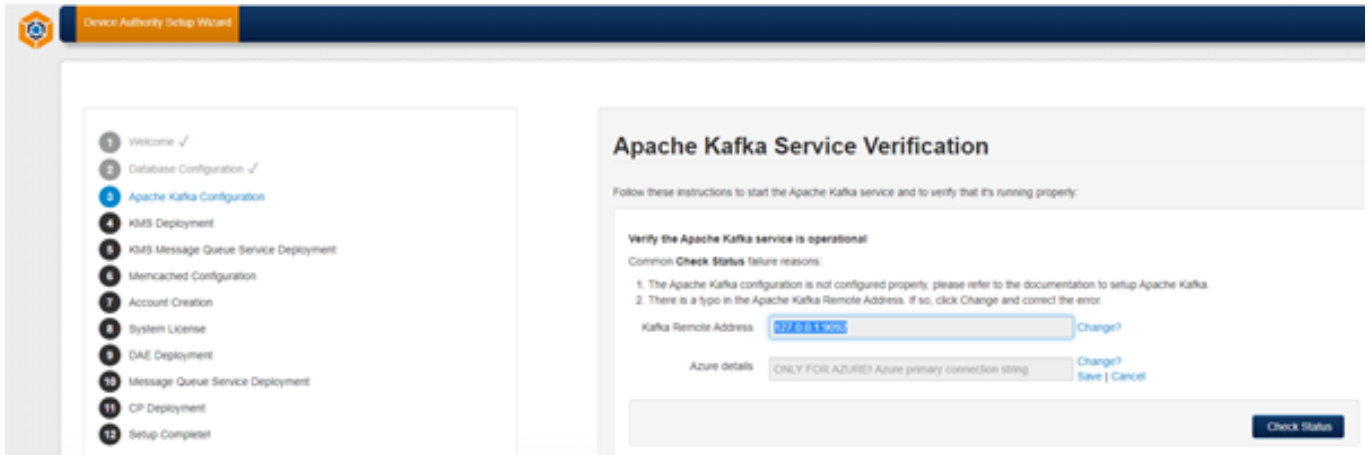 Device Authority Setup Wizard
1 Welcome ✓
2 Database Configuration ✓
3 Apache Kafka Configuration
4 KMS Deployment
5 KMS Message Queue Service Deployment
6 Memcached Configuration
7 Account Creation
8 System License
9 DAE Deployment
10 Message Queue Service Deployment
11 CP Deployment
12 Setup Complete!
Apache Kafka Service Verification
Follow these instructions to start the Apache Kafka service and to verify that it's running properly:
Verify the Apache Kafka service is operational
Common Check Status failure reasons:
1. The Apache Kafka configuration is not configured properly, please refer to the documentation to setup Apache Kafka.
2. There is a typo in the Apache Kafka Remote Address. If so, click Change and correct the error.
Kafka Remote Address 127.0.0.1:9092 Change?
Azure details ONLY FOR AZURE!! Azure primary connection string. Change?
Save | Cancel
Check Status